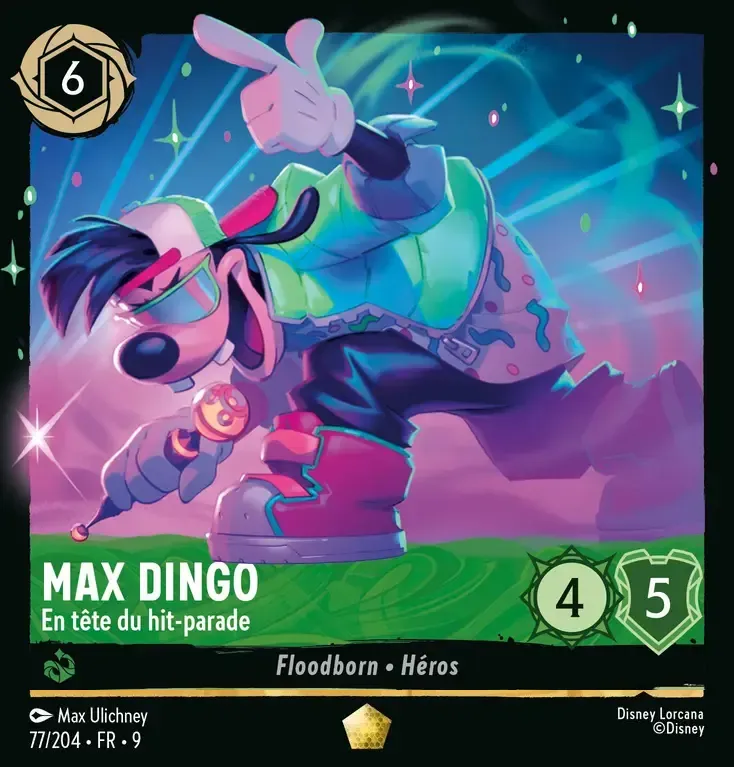 6
MAX DINGO
En tête du hit-parade
4
5
Floodborn • Héros
Max Ulichney
77/204 • FR • 9
Disney Lorcana
©Disney